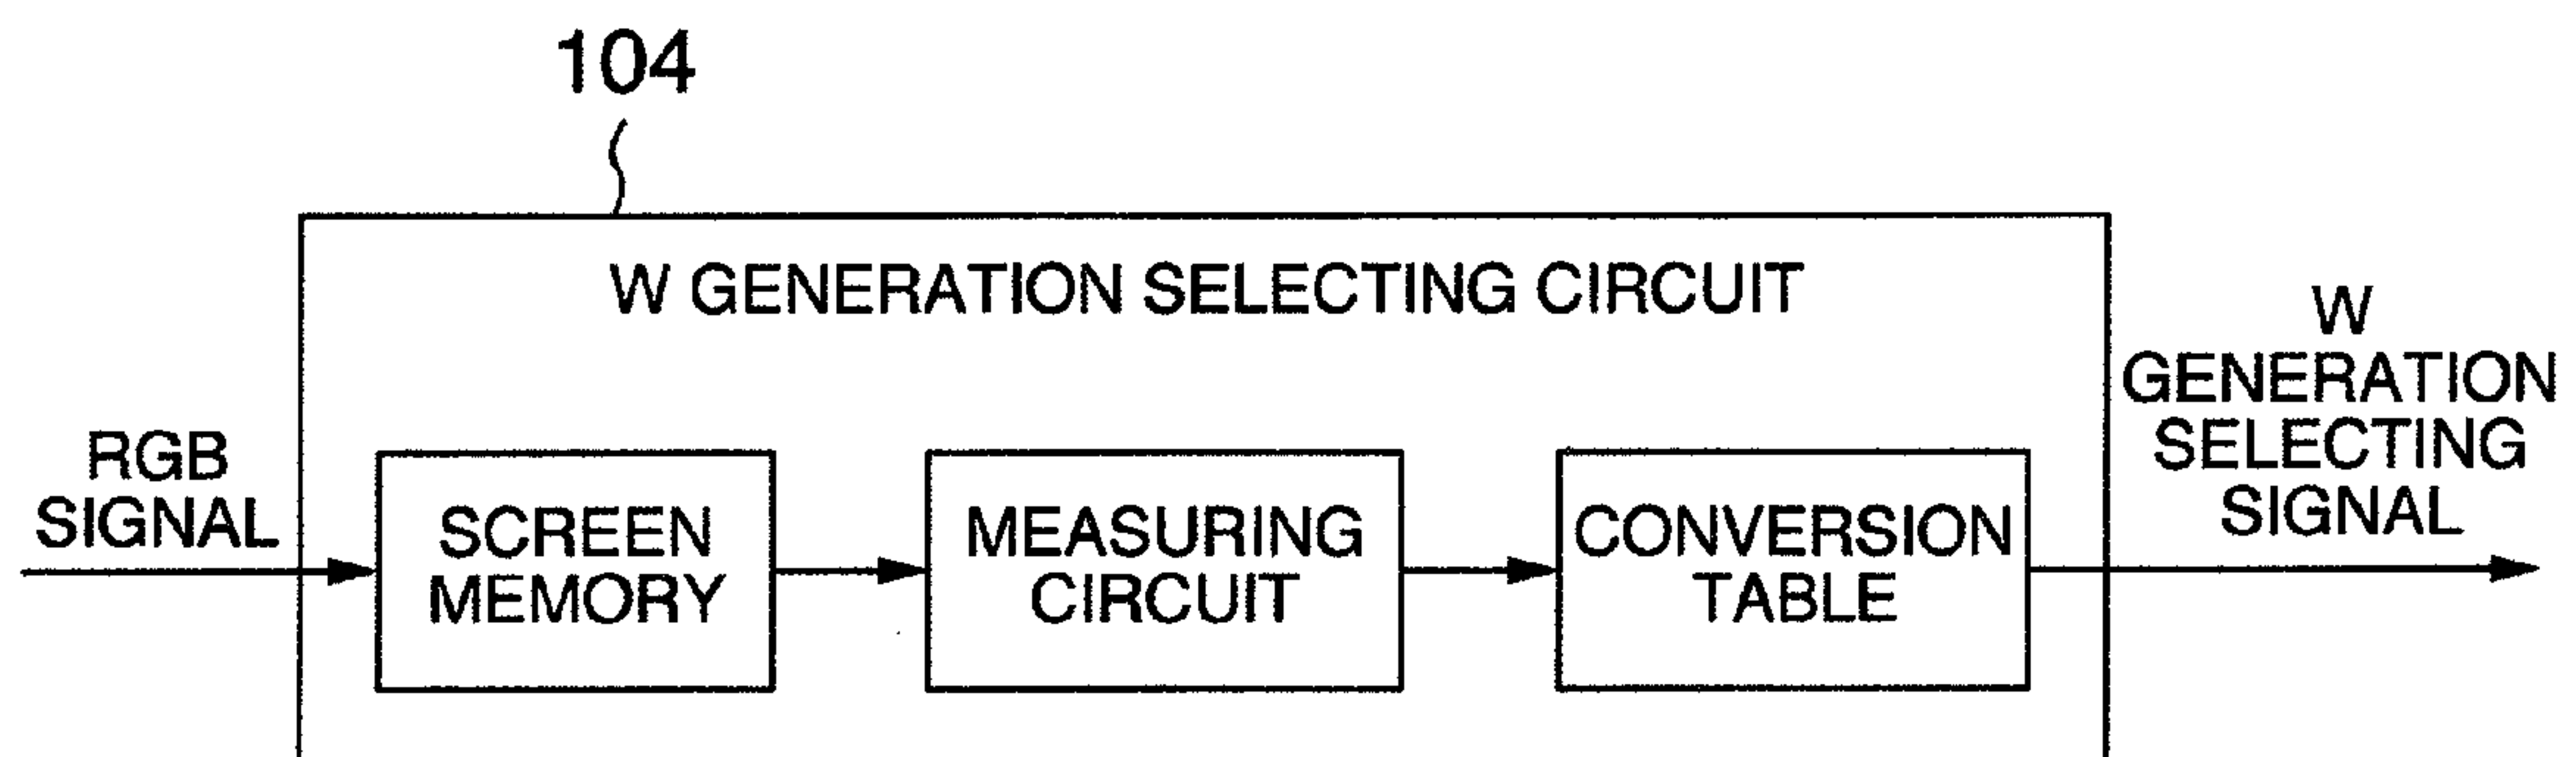 104
W GENERATION SELECTING CIRCUIT
RGB
SIGNAL
SCREEN
MEMORY
MEASURING
CIRCUIT
CONVERSION
TABLE
W
GENERATION
SELECTING
SIGNAL